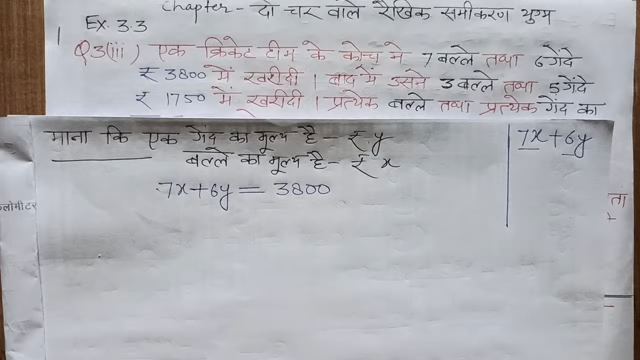 Chapter - दो चर वाले रैखिक समीकरण युग्म
Ex. 3.3
Q3(iii) एक क्रिकेट टीम के कोच ने 7 बल्ले तथा 6 गेंदे
₹ 3800 में खरीदी । बाद में उसने 3 बल्ले तथा 5 गेंदे
₹ 1750 में खरीदी । प्रत्येक बल्ले तथा प्रत्येक गेंद का
माना कि एक गेंद का मूल्य है - ₹ y
बल्ले का मूल्य है - ₹ x
7x+6y = 3800
7x+6y
लोमीटर
ता